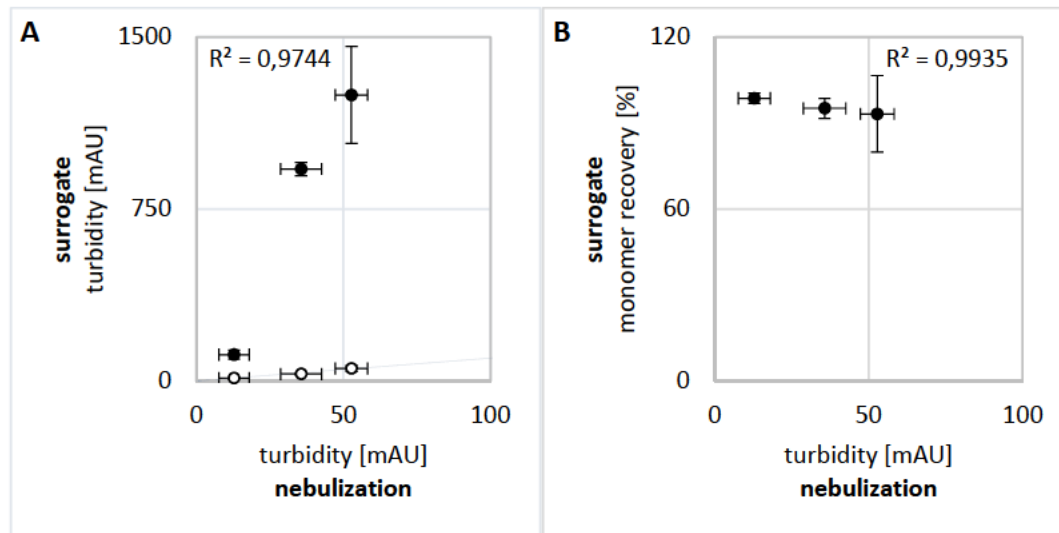 A
1500
R² = 0,9744
surrogate
turbidity [mAU]
750
0
0
50
100
turbidity [mAU]
nebulization
B
120
R² = 0,9935
surrogate
monomer recovery [%]
60
0
0
50
100
turbidity [mAU]
nebulization